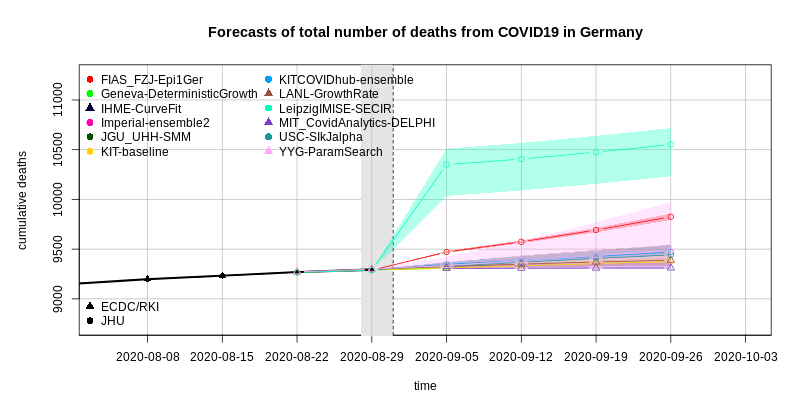 Forecasts of total number of deaths from COVID19 in Germany
FIAS_FZJ-Epi1Ger
Geneva-DeterministicGrowth
IHME-CurveFit
Imperial-ensemble2
JGU_UHH-SMM
KIT-baseline
KITCOVIDhub-ensemble
LANL-GrowthRate
LeipzigIMISE-SECIR
MIT_CovidAnalytics-DELPHI
USC-SIkJalpha
YYG-ParamSearch
cumulative deaths
11000
10500
10000
9500
9000
ECDC/RKI
JHU
2020-08-08 2020-08-15 2020-08-22 2020-08-29 2020-09-05 2020-09-12 2020-09-19 2020-09-26 2020-10-03
time